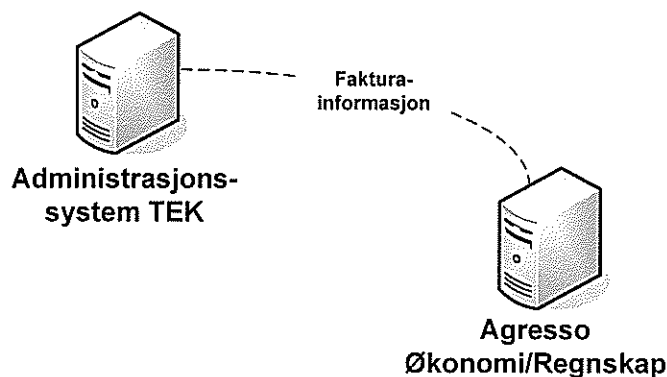 Faktura-
informasjon
Administrasjons-
system TEK
Agresso
Økonomi/Regnskap